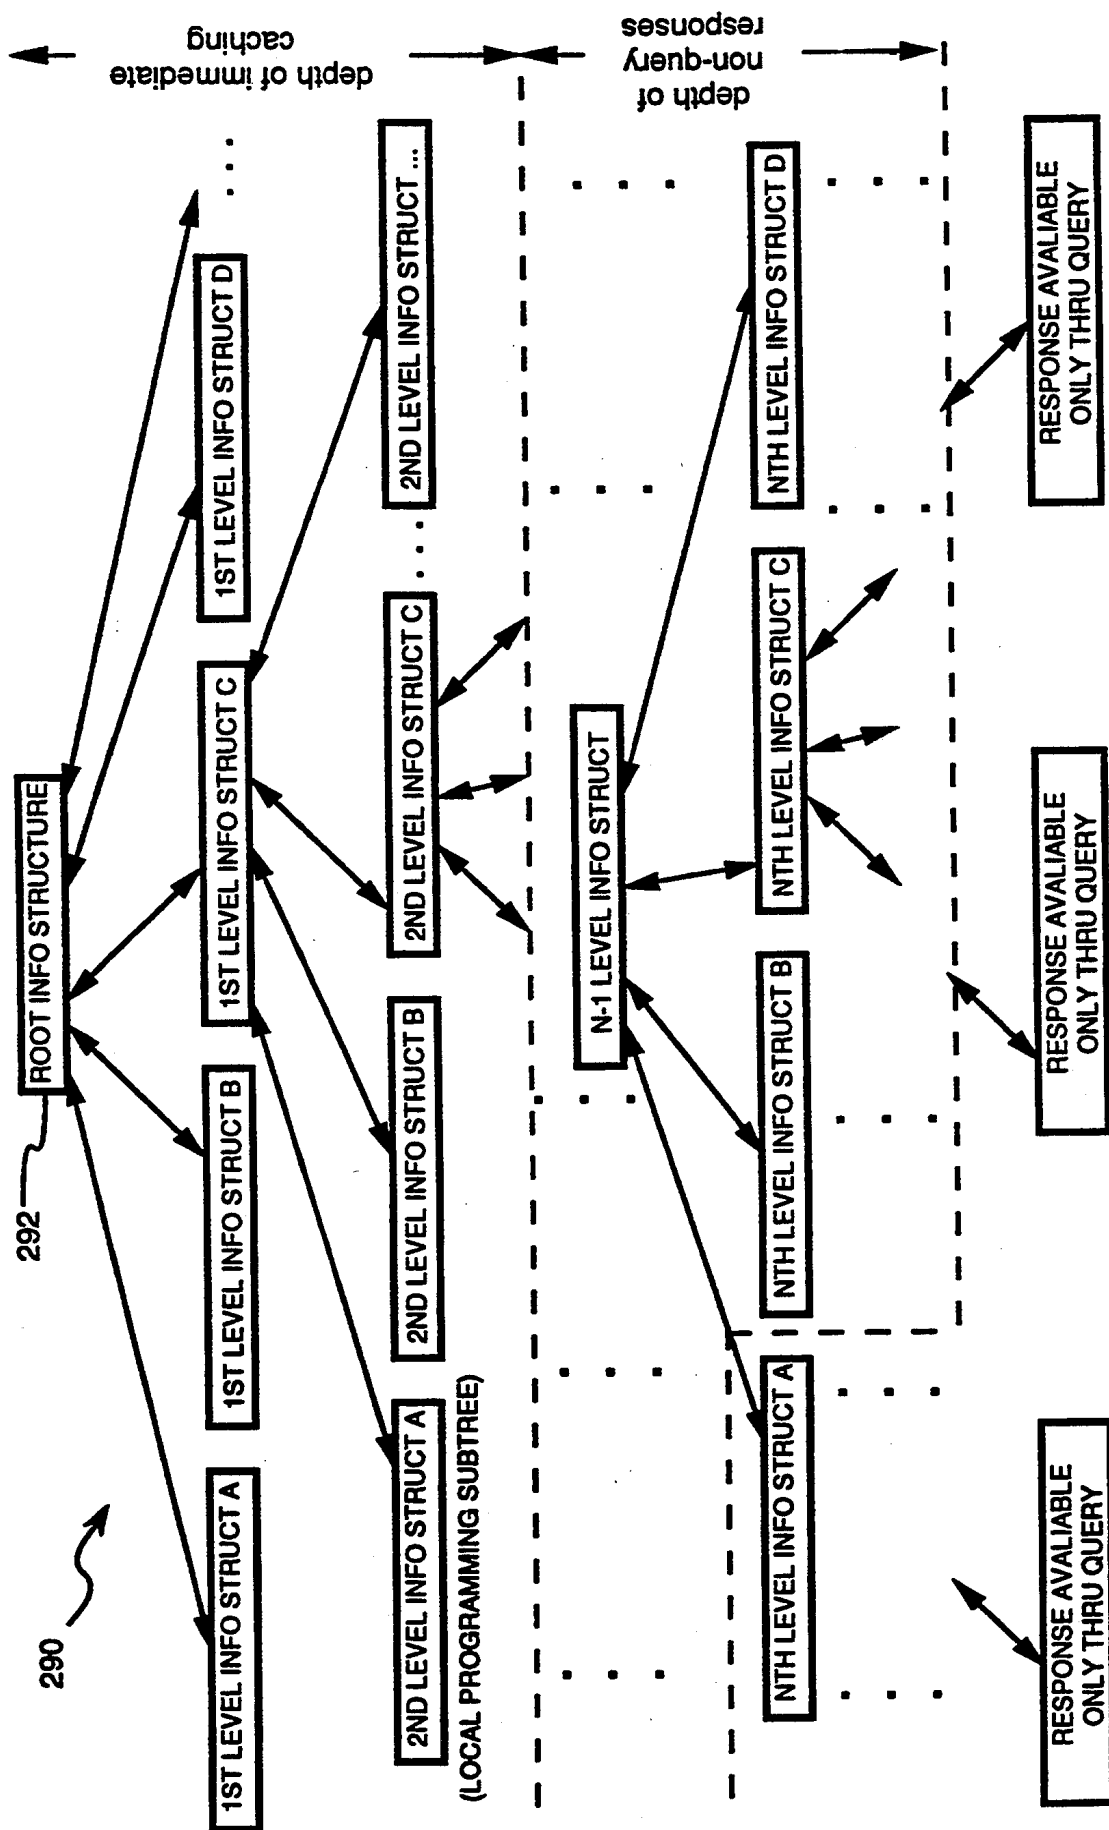 290
292
ROOT INFO STRUCTURE
1ST LEVEL INFO STRUCT A
1ST LEVEL INFO STRUCT B
1ST LEVEL INFO STRUCT C
1ST LEVEL INFO STRUCT D
. . .
depth of immediate
caching
2ND LEVEL INFO STRUCT A
(LOCAL PROGRAMMING SUBTREE)
2ND LEVEL INFO STRUCT B
2ND LEVEL INFO STRUCT C
. . .
2ND LEVEL INFO STRUCT ...
N-1 LEVEL INFO STRUCT
depth of
non-query
responses
NTH LEVEL INFO STRUCT A
NTH LEVEL INFO STRUCT B
NTH LEVEL INFO STRUCT C
NTH LEVEL INFO STRUCT D
RESPONSE AVALIABLE
ONLY THRU QUERY
RESPONSE AVALIABLE
ONLY THRU QUERY
RESPONSE AVALIABLE
ONLY THRU QUERY